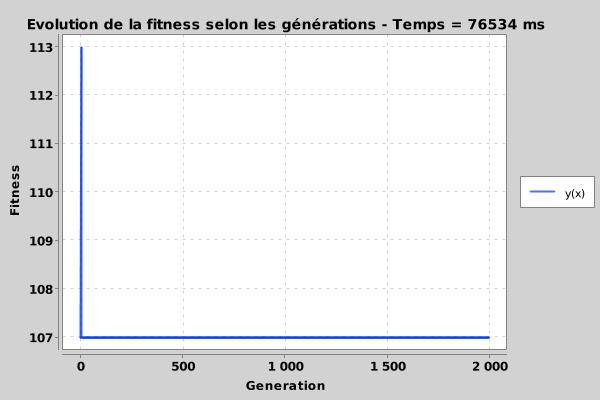 Evolution de la fitness selon les générations - Temps = 76534 ms
113
112
111
110
109
108
107
Fitness
0 500 1 000 1 500 2 000
Generation
y(x)